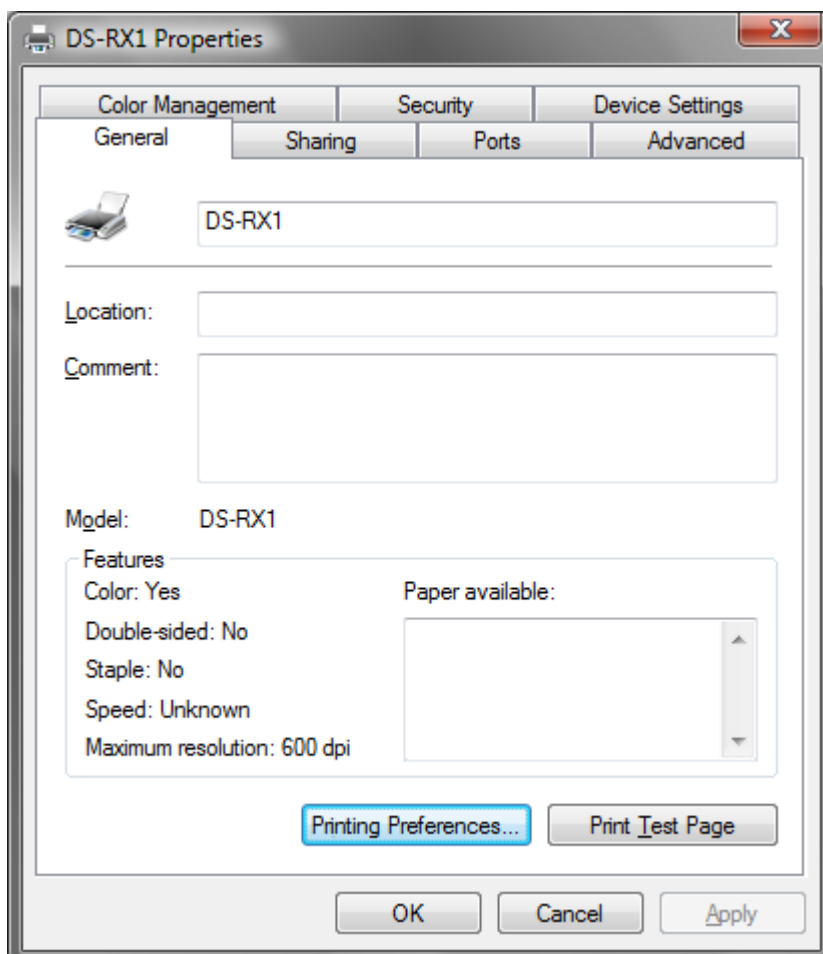 DS-RX1 Properties
Color Management Security Device Settings
General Sharing Ports Advanced
DS-RX1
Location:
Comment:
Model: DS-RX1
Features
Color: Yes Paper available:
Double-sided: No
Staple: No
Speed: Unknown
Maximum resolution: 600 dpi
Printing Preferences... Print Test Page
OK Cancel Apply